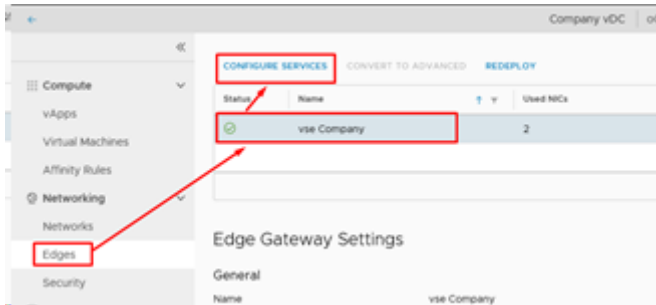 Company vDC
CONFIGURE SERVICES CONVERT TO ADVANCED REDEPLOY
Compute
Status Name Used NICs
vApps
vse Company 2
Virtual Machines
Affinity Rules
Networking
Networks
Edge Gateway Settings
Edges
General
Security
Name vse Company